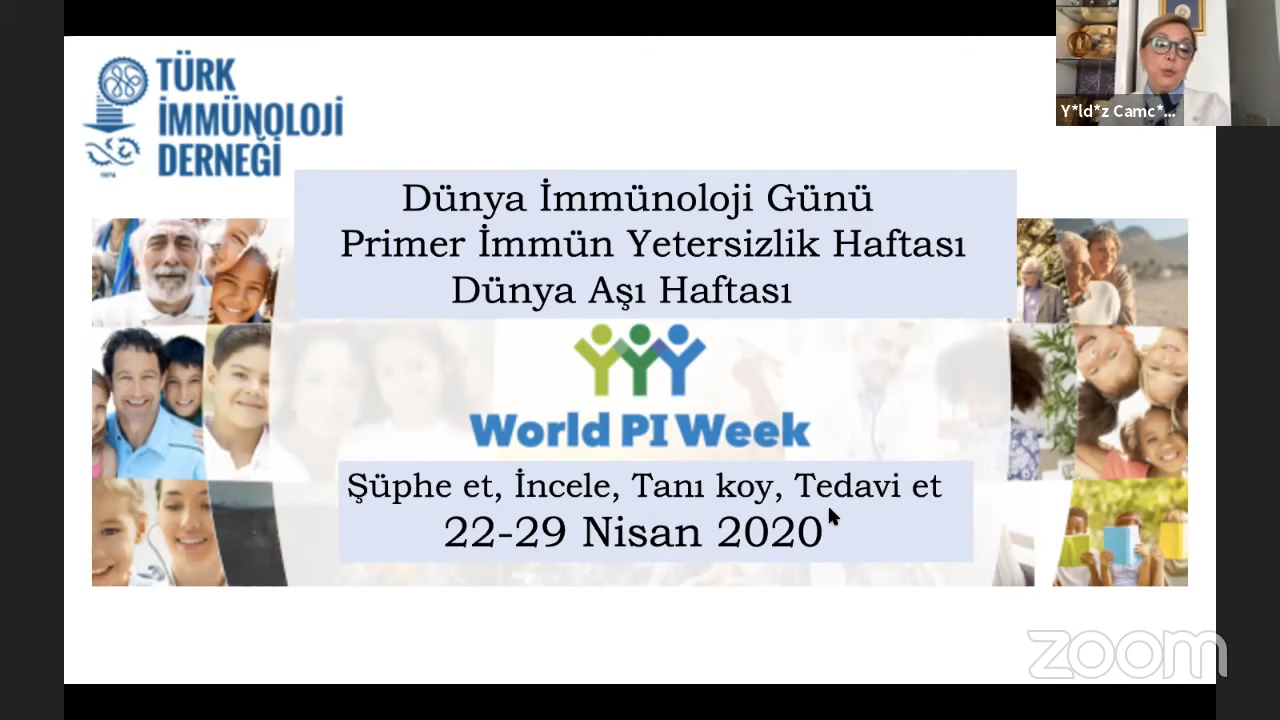 TÜRK
İMMÜNOLOJİ
DERNEĞİ
1974
Y*ld*z Camc*...
Dünya İmmünoloji Günü
Primer İmmün Yetersizlik Haftası
Dünya Aşı Haftası
World PI Week
Şüphe et, İncele, Tanı koy, Tedavi et
22-29 Nisan 2020
zoom